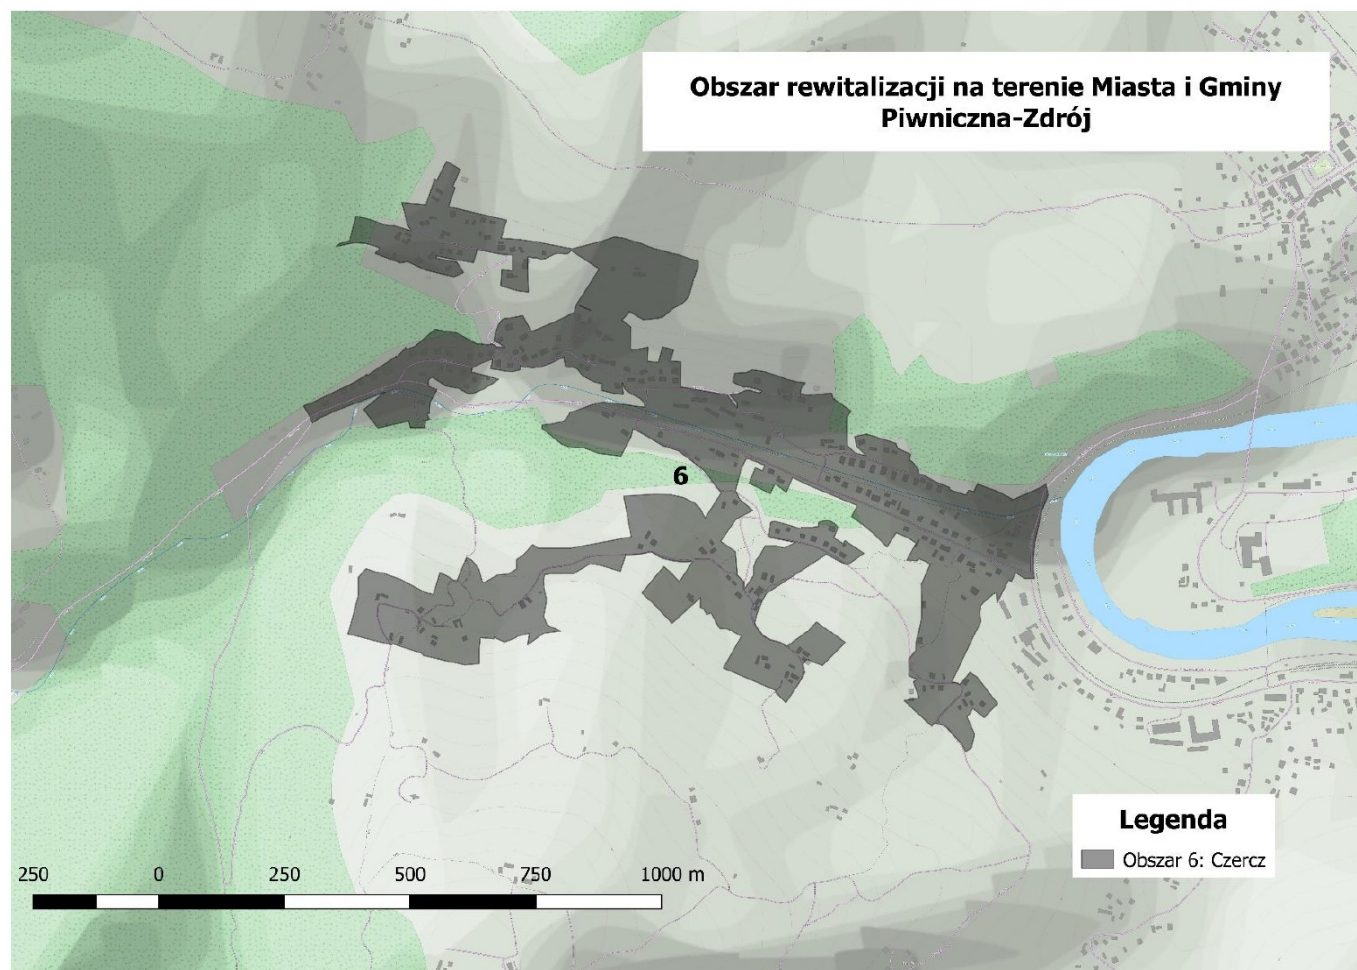 Obszar rewitalizacji na terenie Miasta i Gminy
Piwniczna-Zdrój
6
Legenda
Obszar 6: Czercz
250 0 250 500 750 1000 m